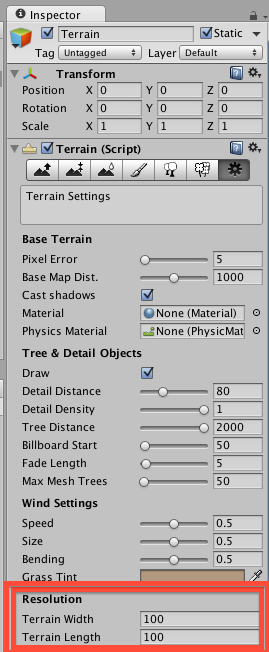 Inspector
Terrain Static
Tag Untagged Layer Default
Transform
Position X 0 Y 0 Z 0
Rotation X 0 Y 0 Z 0
Scale X 1 Y 1 Z 1
Terrain (Script)
Terrain Settings
Base Terrain
Pixel Error 5
Base Map Dist. 1000
Cast shadows
Material None (Material)
Physics Material None (PhysicMat
Tree & Detail Objects
Draw
Detail Distance 80
Detail Density 1
Tree Distance 2000
Billboard Start 50
Fade Length 5
Max Mesh Trees 50
Wind Settings
Speed 0.5
Size 0.5
Bending 0.5
Grass Tint
Resolution
Terrain Width 100
Terrain Length 100